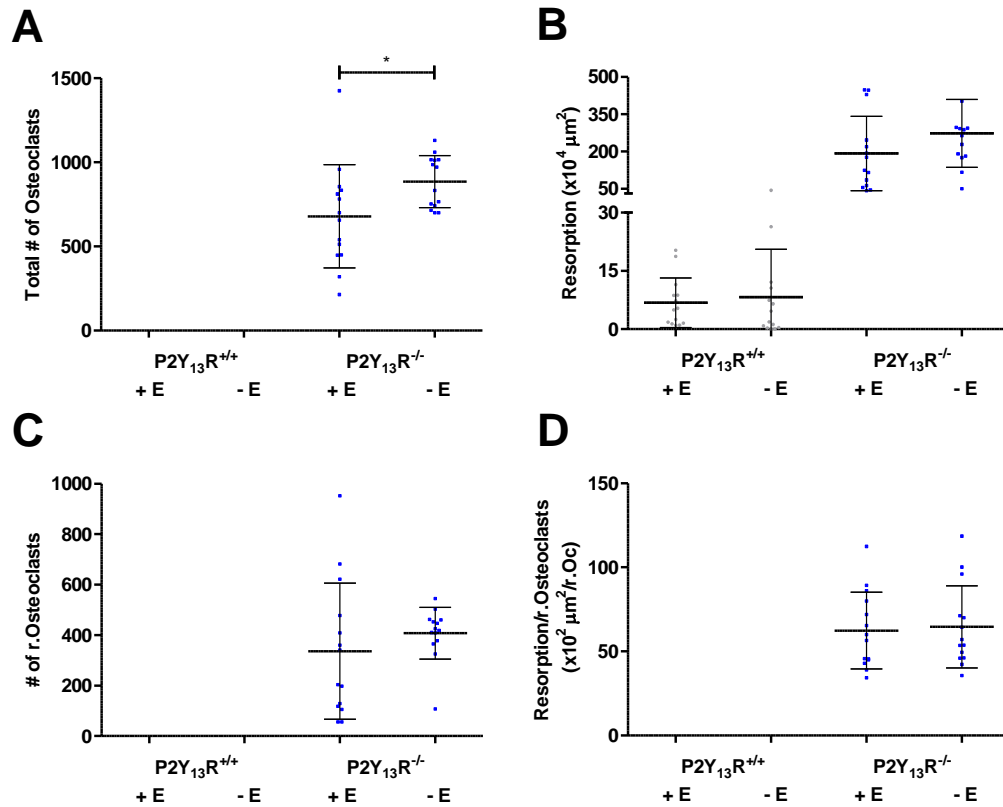 A
Total # of Osteoclasts
1500
1000
500
0
*
P2Y₁₃R⁺/⁺ P2Y₁₃R⁻/⁻
+ E - E + E - E
B
Resorption (x10⁴ µm²)
500
350
200
50
30
15
0
P2Y₁₃R⁺/⁺ P2Y₁₃R⁻/⁻
+ E - E + E - E
C
# of r.Osteoclasts
1000
800
600
400
200
0
P2Y₁₃R⁺/⁺ P2Y₁₃R⁻/⁻
+ E - E + E - E
D
Resorption/r.Osteoclasts
(x10² µm²/r.Oc)
150
100
50
0
P2Y₁₃R⁺/⁺ P2Y₁₃R⁻/⁻
+ E - E + E - E